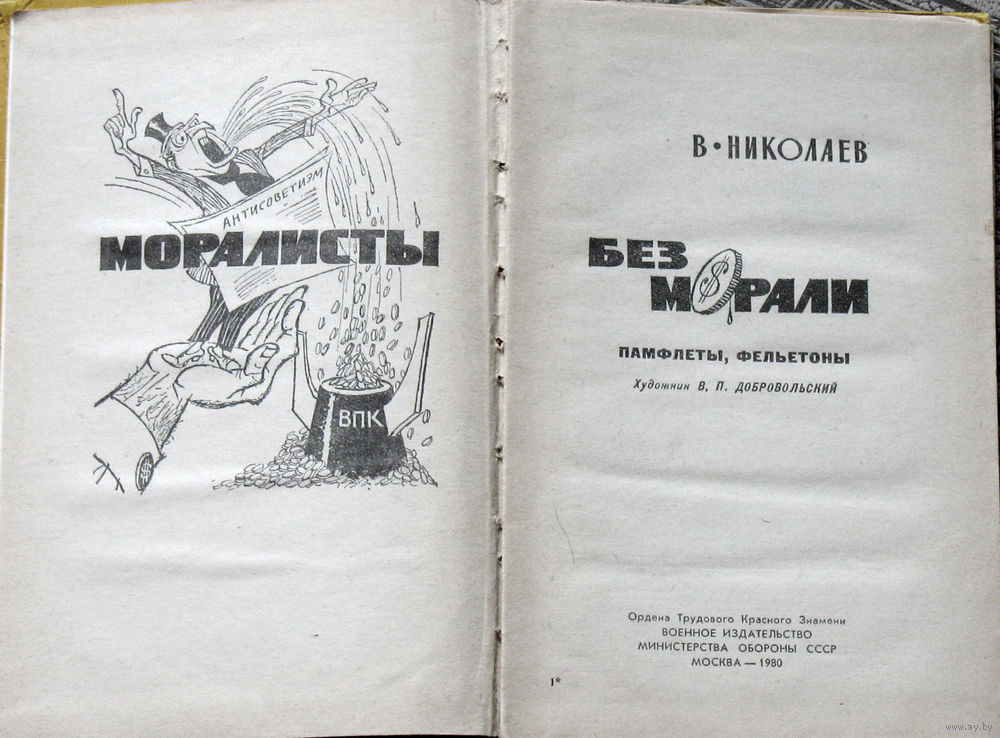 АНТИСОВЕТИЗМ
МОРАЛИСТЫ
ВПК
$
В • НИКОЛАЕВ
БЕЗ
МОРАЛИ
$
ПАМФЛЕТЫ, ФЕЛЬЕТОНЫ
Художник В. П. ДОБРОВОЛЬСКИЙ
Ордена Трудового Красного Знамени
ВОЕННОЕ ИЗДАТЕЛЬСТВО
МИНИСТЕРСТВА ОБОРОНЫ СССР
МОСКВА — 1980
1*
www.ay.by